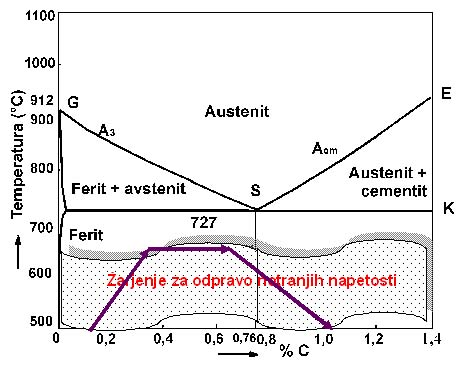 1100
1000
912
900
800
700
600
500
Temperatura (°C)
G
E
A3
Austenit
Acm
Ferit + avstenit
S
Austenit +
cementit
727
K
Ferit
Žarjenje za odpravo notranjih napetosti
0
0,2
0,4
0,6
0,76
0,8
1,0
1,2
1,4
% C